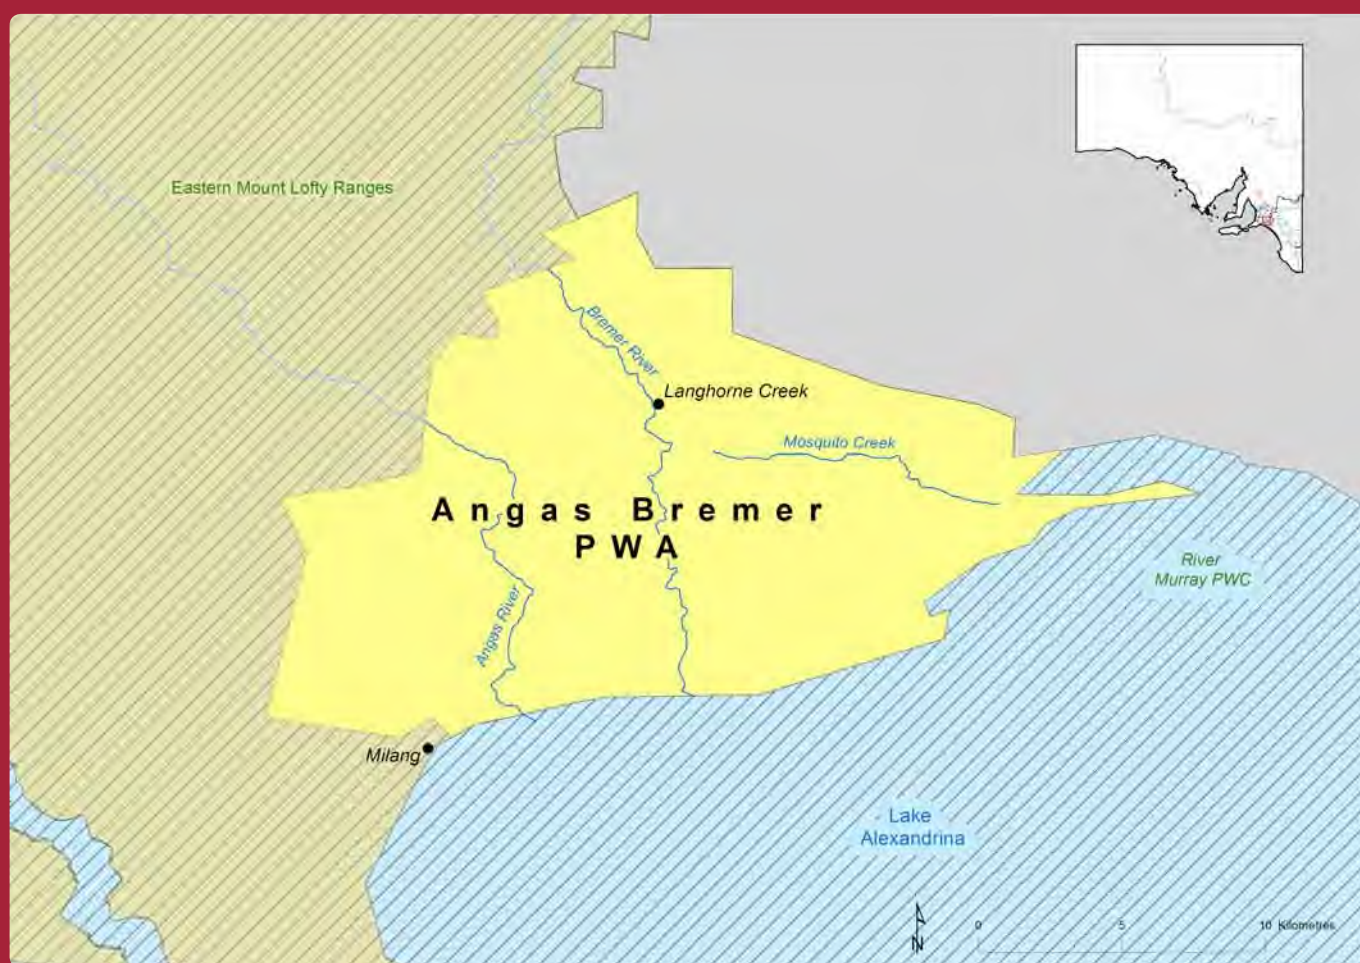 Eastern Mount Lofty Ranges
Bremer River
Langhorne Creek
Mosquito Creek
Angas Bremer
PWA
River
Murray PWC
Angas River
Milang
Lake
Alexandrina
N
0 5 10 Kilometres